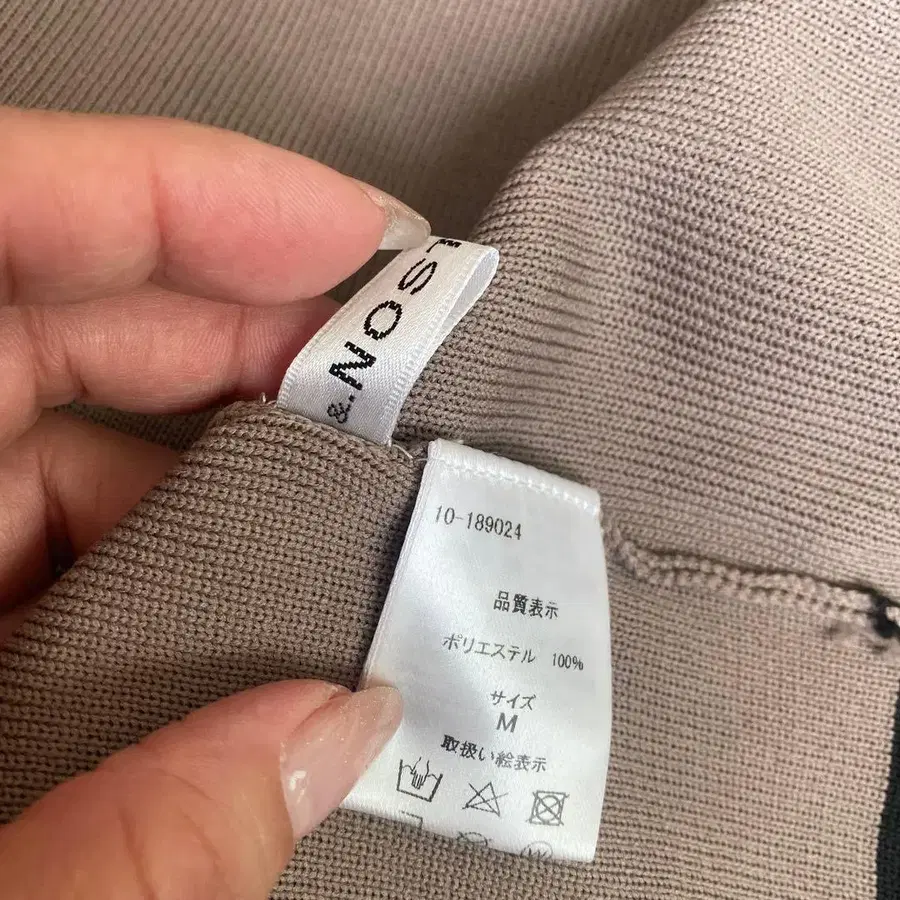 &.NOSL
10-189024
品質表示
ポリエステル 100%
サイズ
M
取扱い絵表示